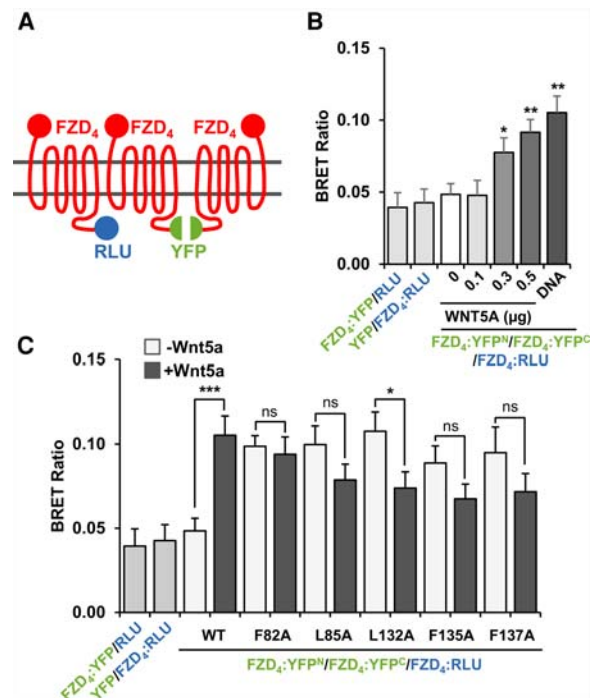 A
FZD₄ FZD₄ FZD₄
RLU YFP
B
BRET Ratio
0.15
0.10
0.05
0.00
* ** **
FZD₄:YFP/RLU
YFP/FZD₄:RLU
0 0.1 0.3 0.5 DNA
WNT5A (µg)
FZD₄:YFPᴺ/FZD₄:YFPᶜ
/FZD₄:RLU
C
-Wnt5a
+Wnt5a
BRET Ratio
0.15
0.10
0.05
0.00
*** ns ns * ns ns
FZD₄:YFP/RLU
YFP/FZD₄:RLU
WT F82A L85A L132A F135A F137A
FZD₄:YFPᴺ/FZD₄:YFPᶜ/FZD₄:RLU